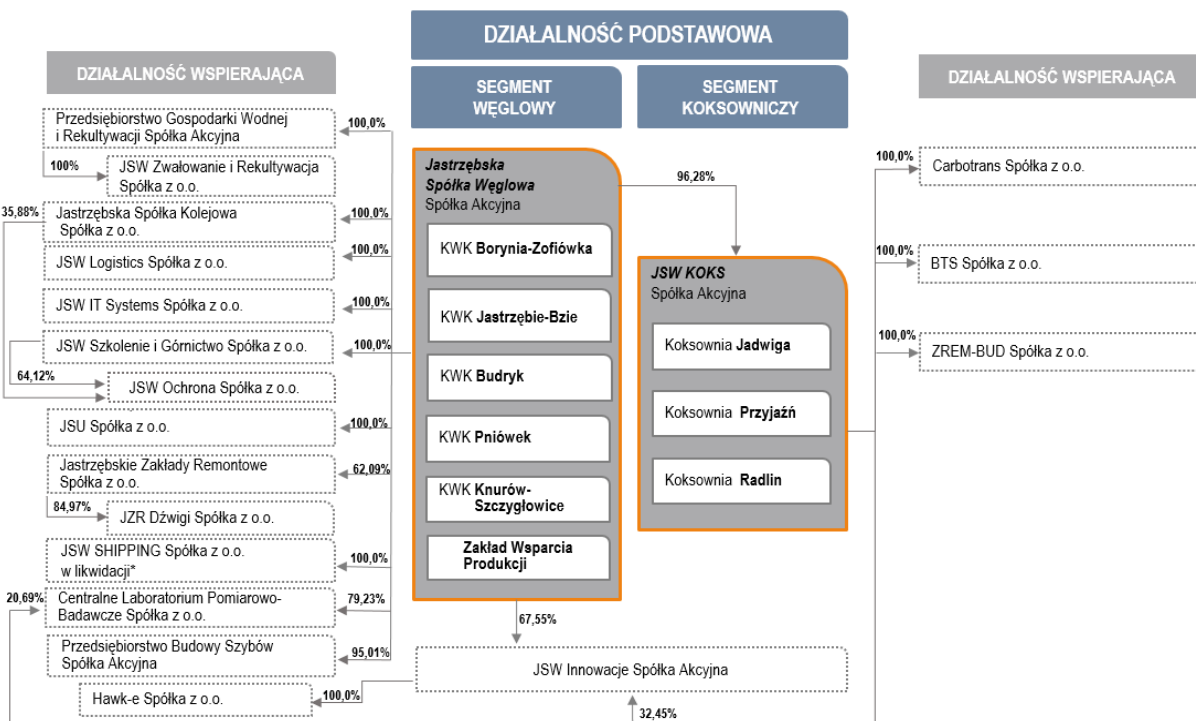 DZIAŁALNOŚĆ PODSTAWOWA
DZIAŁALNOŚĆ WSPIERAJĄCA
SEGMENT
WĘGLOWY
SEGMENT
KOKSOWNICZY
DZIAŁALNOŚĆ WSPIERAJĄCA
Przedsiębiorstwo Gospodarki Wodnej
i Rekultywacji Spółka Akcyjna
100,0%
100%
JSW Zwałowanie i Rekultywacja
Spółka z o.o.
35,88%
Jastrzębska Spółka Kolejowa
Spółka z o.o.
100,0%
JSW Logistics Spółka z o.o.
100,0%
JSW IT Systems Spółka z o.o.
100,0%
JSW Szkolenie i Górnictwo Spółka z o.o.
100,0%
64,12%
JSW Ochrona Spółka z o.o.
JSU Spółka z o.o.
100,0%
Jastrzębskie Zakłady Remontowe
Spółka z o.o.
62,09%
84,97%
JZR Dźwigi Spółka z o.o.
JSW SHIPPING Spółka z o.o.
w likwidacji*
100,0%
20,69%
Centralne Laboratorium Pomiarowo-
Badawcze Spółka z o.o.
79,23%
Przedsiębiorstwo Budowy Szybów
Spółka Akcyjna
95,01%
Hawk-e Spółka z o.o.
100,0%
Jastrzębska
Spółka Węglowa
Spółka Akcyjna
KWK Borynia-Zofiówka
KWK Jastrzębie-Bzie
KWK Budryk
KWK Pniówek
KWK Knurów-
Szczygłowice
Zakład Wsparcia
Produkcji
67,55%
JSW Innowacje Spółka Akcyjna
32,45%
96,28%
JSW KOKS
Spółka Akcyjna
Koksownia Jadwiga
Koksownia Przyjaźń
Koksownia Radlin
100,0%
Carbotrans Spółka z o.o.
100,0%
BTS Spółka z o.o.
100,0%
ZREM-BUD Spółka z o.o.